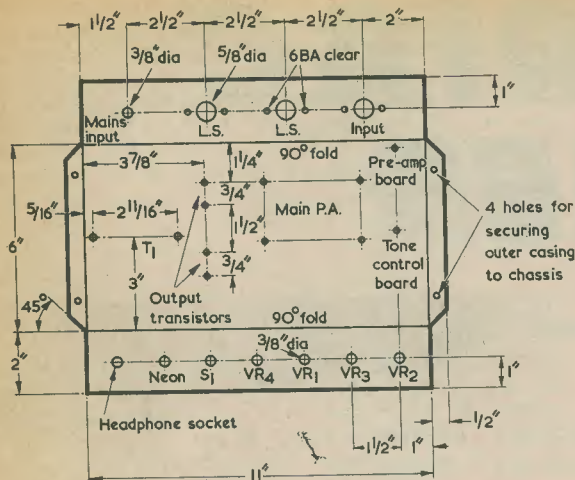 1 1/2" 2 1/2" 2 1/2" 2 1/2" 2"
3/8" dia 5/8" dia 6BA clear
1"
Mains input L.S. L.S. Input
90° fold
3 7/8" 1 1/4" Pre-amp board
3/4"
5/16" 2 11/16" Main P.A.
1 1/2"
4 holes for securing outer casing to chassis
6"
T1
3/4"
Tone control board
3" Output transistors
45°
90° fold
3/8" dia
2"
Neon S1 VR4 VR1 VR3 VR2
1"
Headphone socket
1/2"
1 1/2" 1"
11"